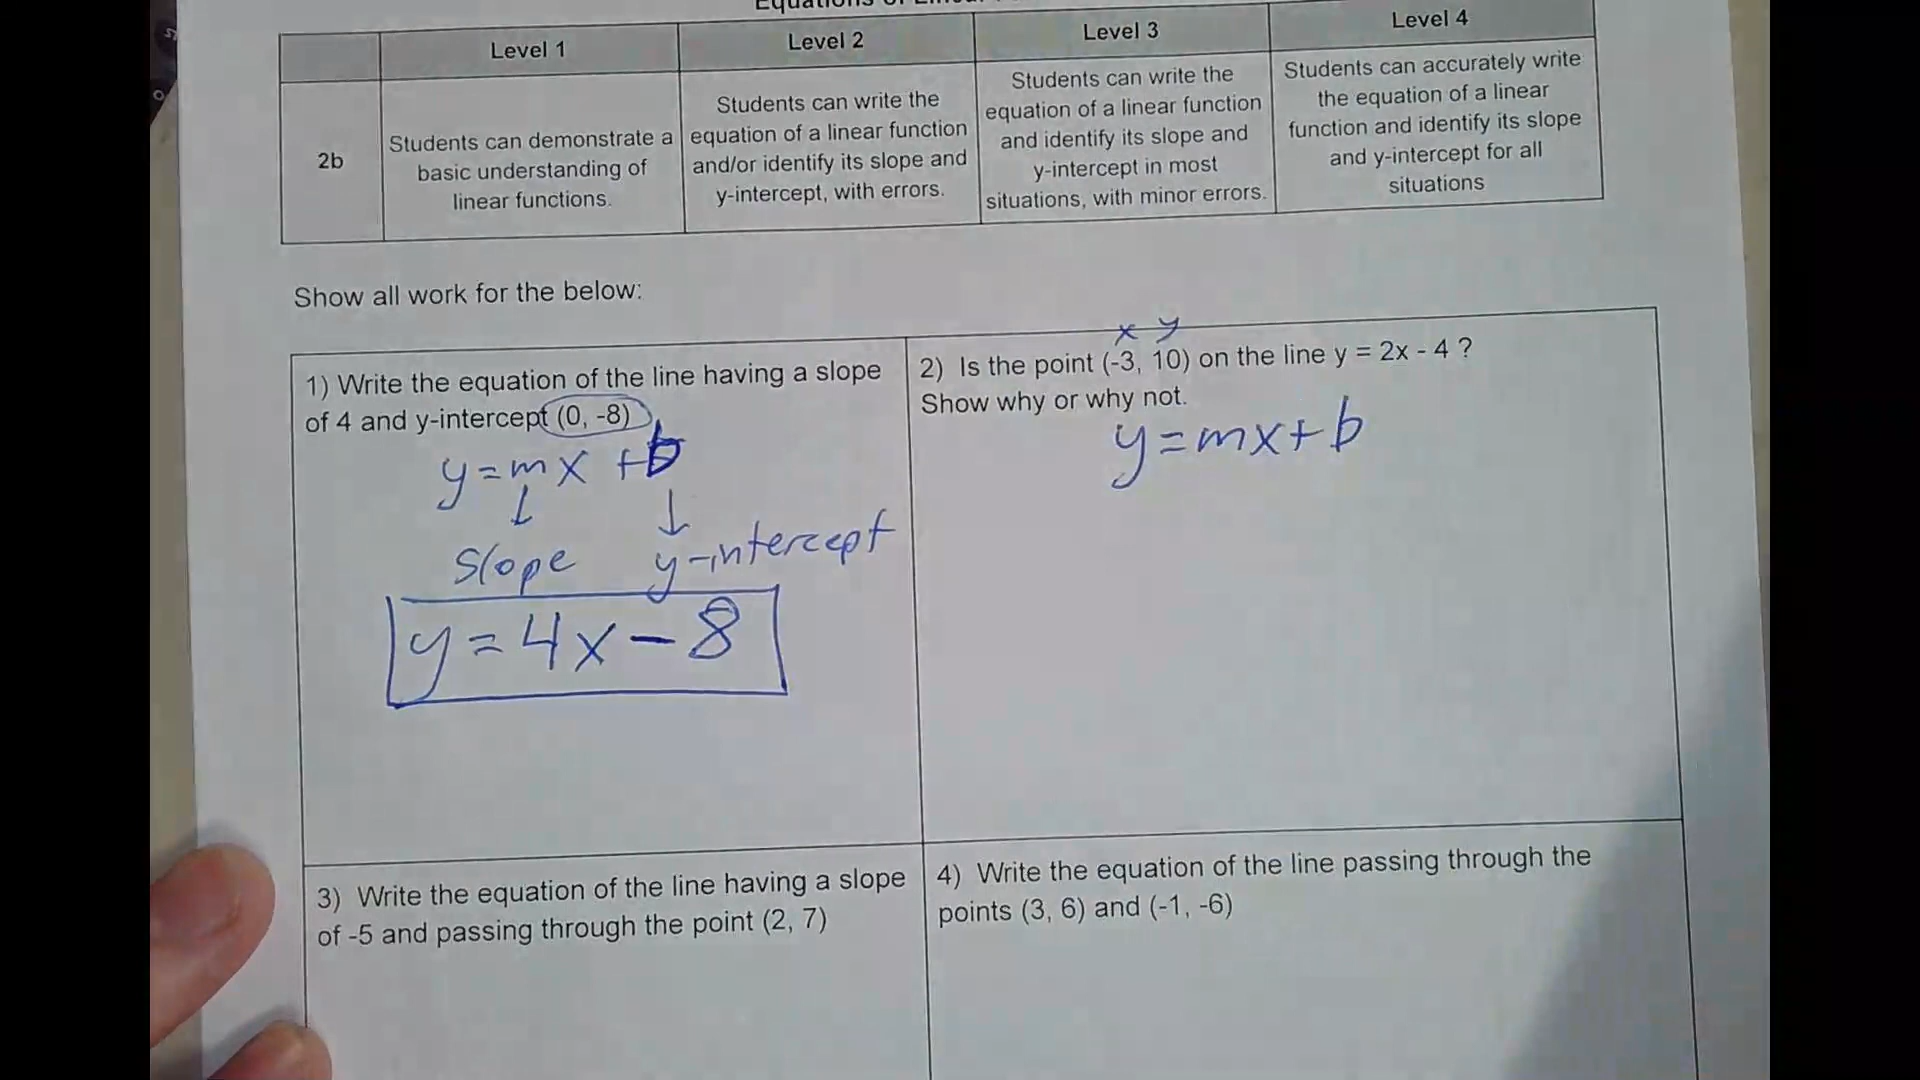 Equations of
Level 1 Level 2 Level 3 Level 4
2b
Students can demonstrate a
basic understanding of
linear functions.
Students can write the
equation of a linear function
and/or identify its slope and
y-intercept, with errors.
Students can write the
equation of a linear function
and identify its slope and
y-intercept in most
situations, with minor errors.
Students can accurately write
the equation of a linear
function and identify its slope
and y-intercept for all
situations
Show all work for the below:
1) Write the equation of the line having a slope
of 4 and y-intercept (0, -8)
y = mx + b
↓ ↓
slope y-intercept
y = 4x - 8
x y
2) Is the point (-3, 10) on the line y = 2x - 4 ?
Show why or why not.
y = mx + b
3) Write the equation of the line having a slope
of -5 and passing through the point (2, 7)
4) Write the equation of the line passing through the
points (3, 6) and (-1, -6)